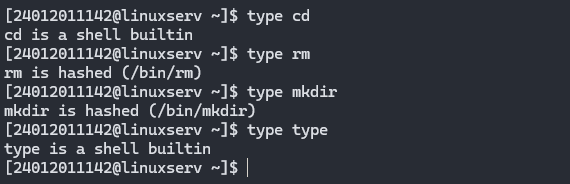 [24012011142@linuxserv ~]$ type cd
cd is a shell builtin
[24012011142@linuxserv ~]$ type rm
rm is hashed (/bin/rm)
[24012011142@linuxserv ~]$ type mkdir
mkdir is hashed (/bin/mkdir)
[24012011142@linuxserv ~]$ type type
type is a shell builtin
[24012011142@linuxserv ~]$